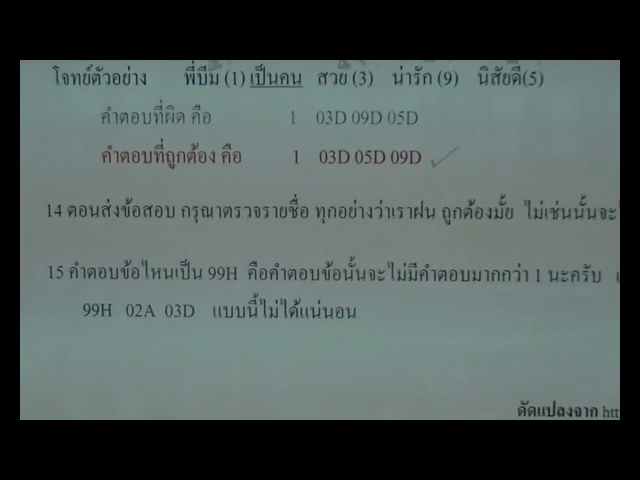 โจทย์ตัวอย่าง พี่บีม (1) เป็นคน สวย (3) น่ารัก (9) นิสัยดี(5)
คำตอบที่ผิด คือ 1 03D 09D 05D
คำตอบที่ถูกต้อง คือ 1 03D 05D 09D
14 ตอนส่งข้อสอบ กรุณาตรวจรายชื่อ ทุกอย่างว่าเราฝน ถูกต้องมั้ย ไม่เช่นนั้นจะ
15 คำตอบข้อไหนเป็น 99H คือคำตอบข้อนั้นจะไม่มีคำตอบมากกว่า 1 นะครับ
99H 02A 03D แบบนี้ไม่ได้แน่นอน
ดัดแปลงจาก htt